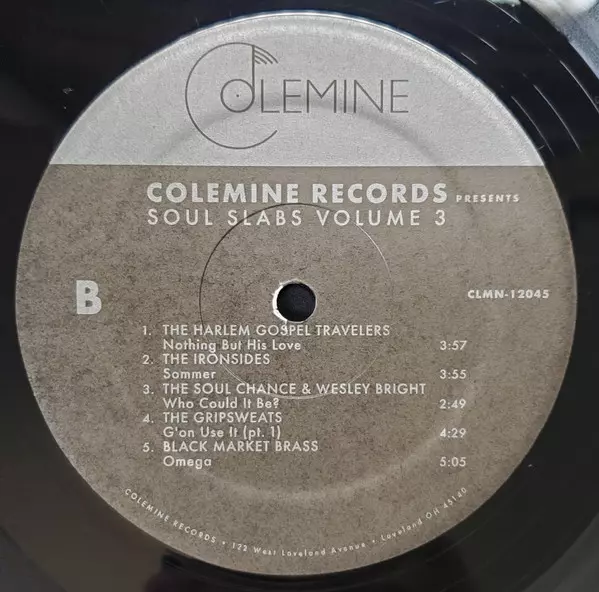 COLEMINE
COLEMINE RECORDS PRESENTS
SOUL SLABS VOLUME 3
B
CLMN-12045
1. THE HARLEM GOSPEL TRAVELERS
Nothing But His Love 3:57
2. THE IRONSIDES
Sommer 3:55
3. THE SOUL CHANCE & WESLEY BRIGHT
Who Could It Be? 2:49
4. THE GRIPSWEATS
G'on Use It (pt. 1) 4:29
5. BLACK MARKET BRASS
Omega 5:05
COLEMINE RECORDS • 122 West Loveland Avenue • Loveland OH 45140